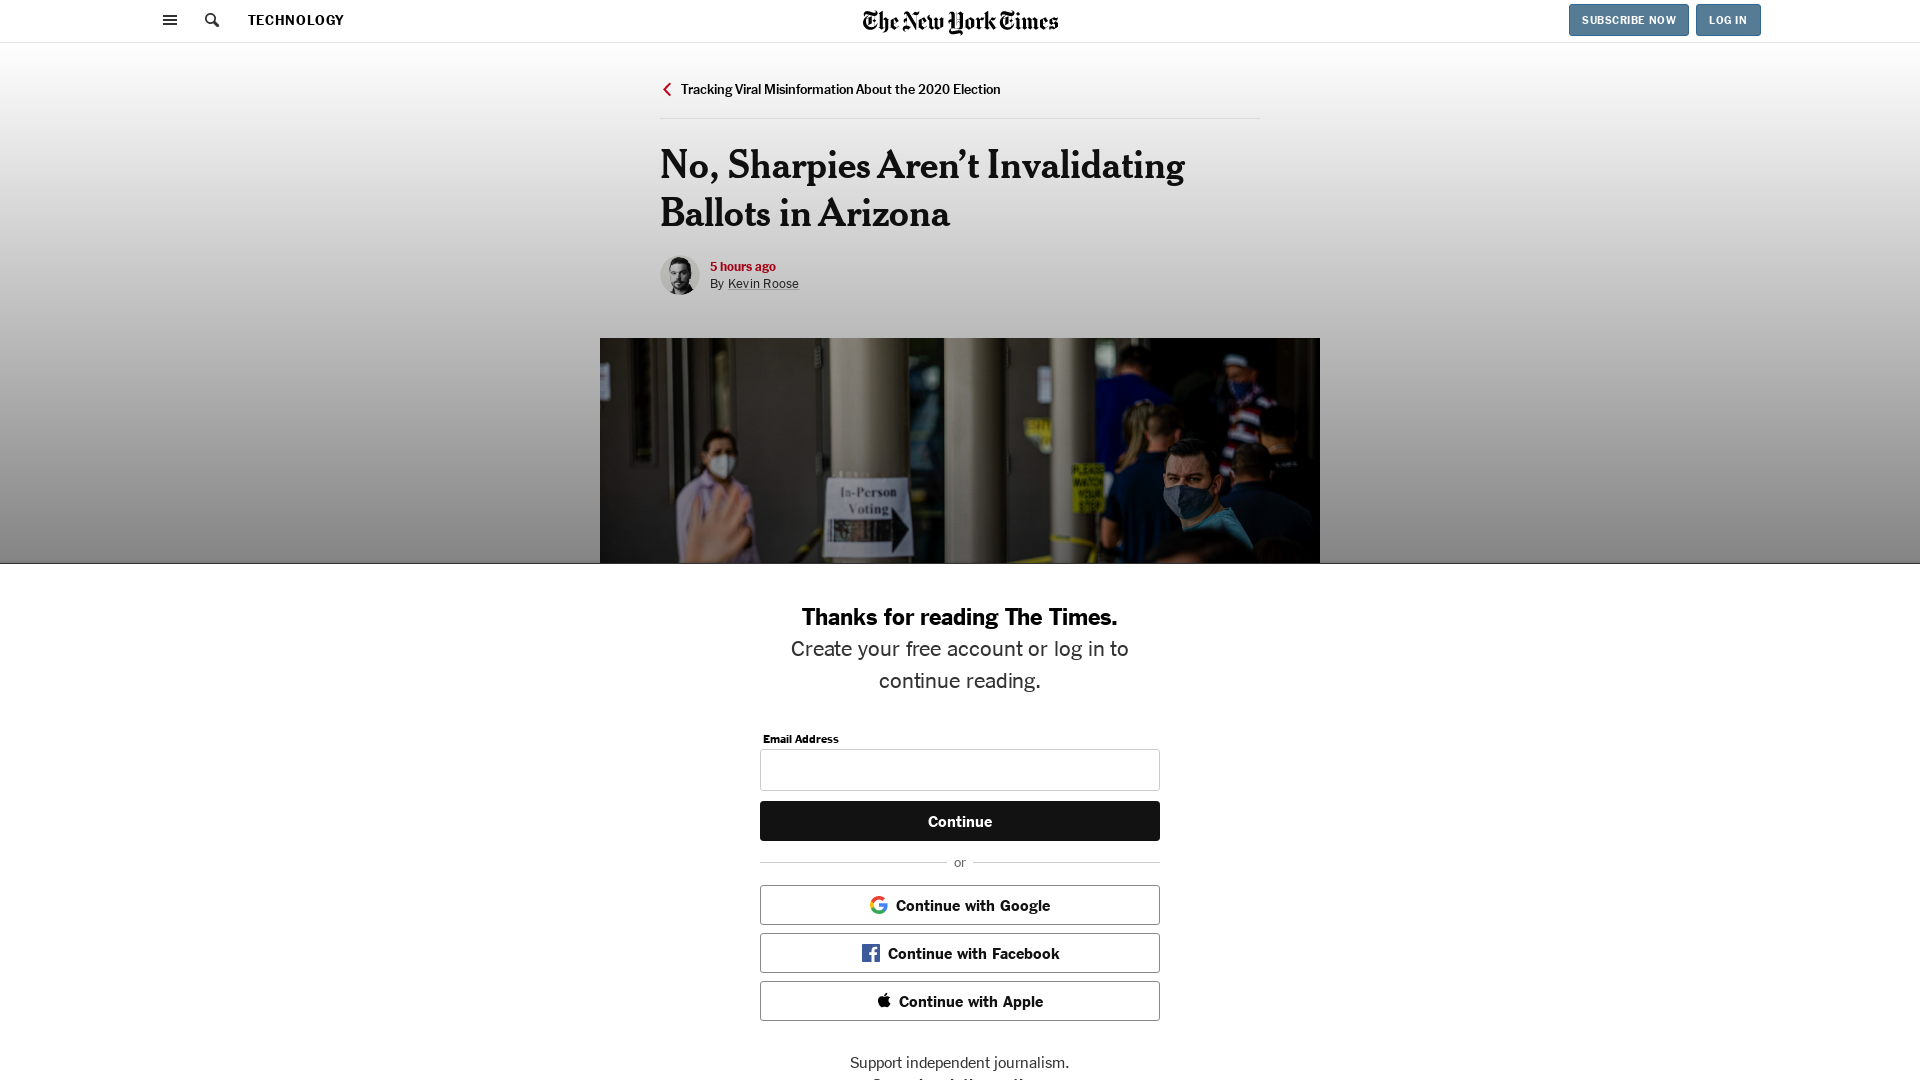 TECHNOLOGY
The New York Times
SUBSCRIBE NOW
LOG IN
Tracking Viral Misinformation About the 2020 Election
No, Sharpies Aren’t Invalidating
Ballots in Arizona
5 hours ago
By Kevin Roose
In-Person
Voting
PLEASE
WATCH
YOUR
Thanks for reading The Times.
Create your free account or log in to
continue reading.
Email Address
Continue
or
Continue with Google
Continue with Facebook
Continue with Apple
Support independent journalism.